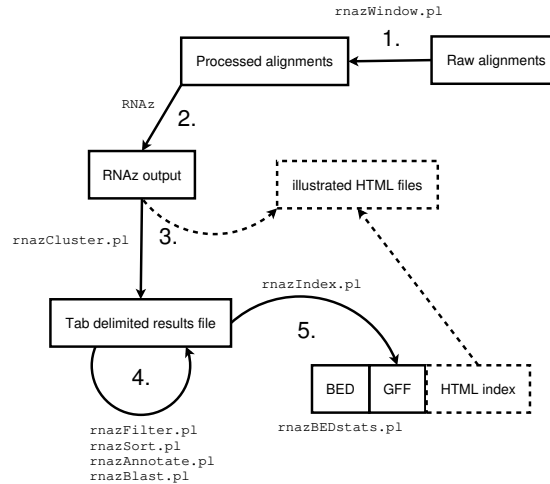 rnazWindow.pl
1.
Processed alignments
Raw alignments
RNAz
2.
RNAz output
illustrated HTML files
rnazCluster.pl
3.
rnazIndex.pl
Tab delimited results file
5.
4.
BED
GFF
HTML index
rnazBEDstats.pl
rnazFilter.pl
rnazSort.pl
rnazAnnotate.pl
rnazBlast.pl